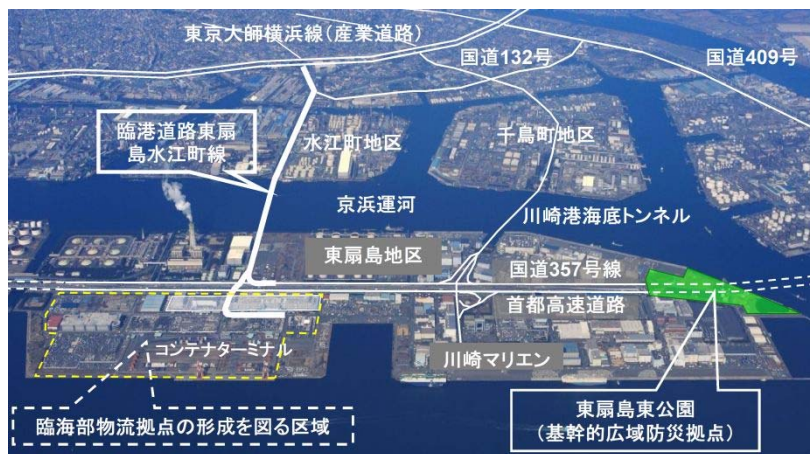 東京大師横浜線(産業道路)
国道132号
国道409号
臨港道路東扇
島水江町線
水江町地区
千鳥町地区
京浜運河
川崎港海底トンネル
東扇島地区
国道357号線
首都高速道路
コンテナターミナル
川崎マリエン
臨海部物流拠点の形成を図る区域
東扇島東公園
(基幹的広域防災拠点)